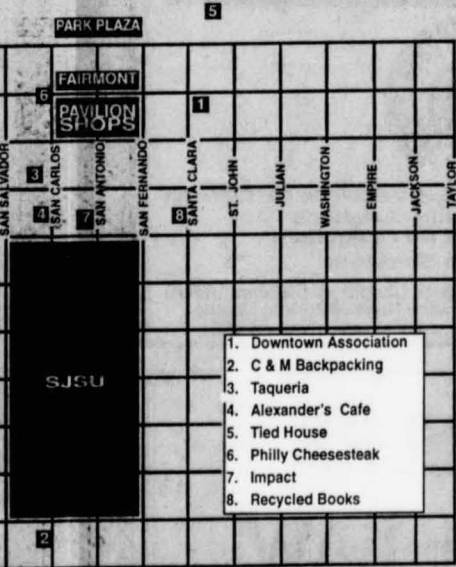 5
PARK PLAZA
FAIRMONT
6
PAVILION
SHOPS
1
SAN SALVADOR
SAN CARLOS
SAN ANTONIO
SAN FERNANDO
SANTA CLARA
ST. JOHN
JULIAN
WASHINGTON
EMPIRE
JACKSON
TAYLOR
3
4
7
8
SJSU
1. Downtown Association
2. C & M Backpacking
3. Taqueria
4. Alexander's Cafe
5. Tied House
6. Philly Cheesesteak
7. Impact
8. Recycled Books
2